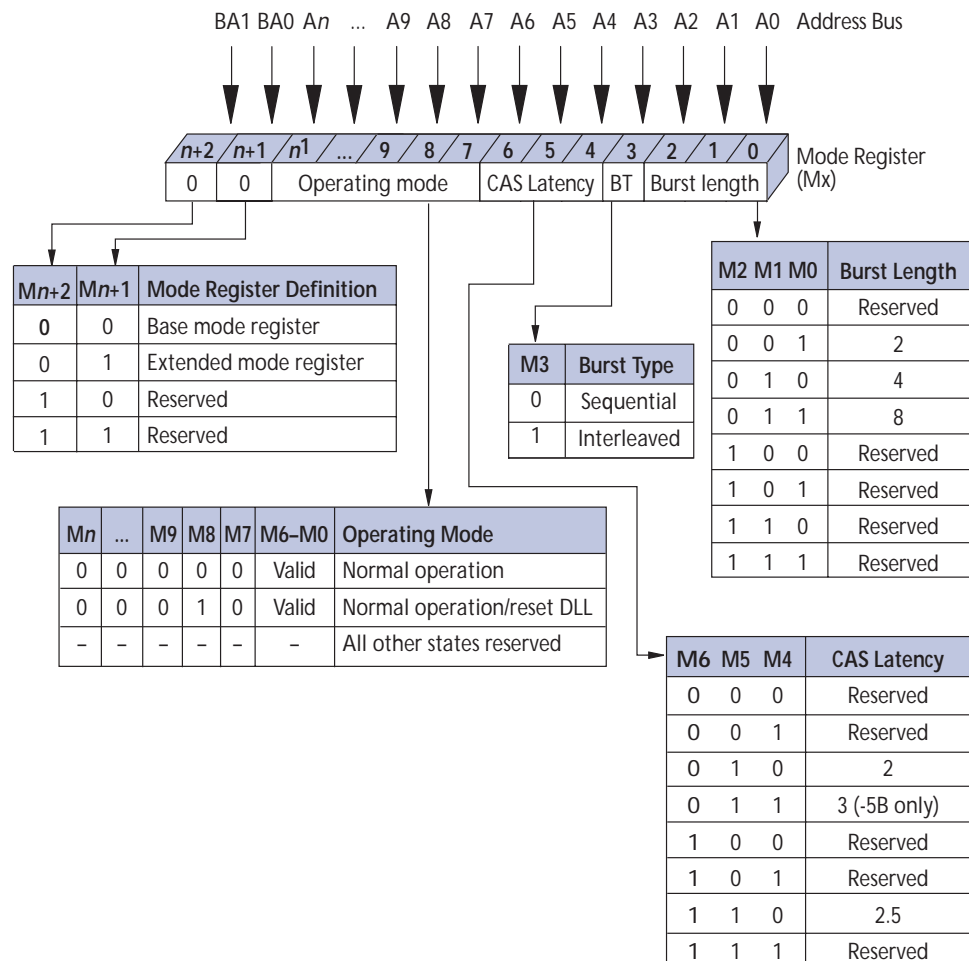 BA1 BA0 An ... A9 A8 A7 A6 A5 A4 A3 A2 A1 A0 Address Bus
n+2 n+1 n1 ... 9 8 7 6 5 4 3 2 1 0 Mode Register (Mx)
0 0 Operating mode CAS Latency BT Burst length
Mn+2 Mn+1 Mode Register Definition
0 0 Base mode register
0 1 Extended mode register
1 0 Reserved
1 1 Reserved
M3 Burst Type
0 Sequential
1 Interleaved
M2 M1 M0 Burst Length
0 0 0 Reserved
0 0 1 2
0 1 0 4
0 1 1 8
1 0 0 Reserved
1 0 1 Reserved
1 1 0 Reserved
1 1 1 Reserved
Mn ... M9 M8 M7 M6–M0 Operating Mode
0 0 0 0 0 Valid Normal operation
0 0 0 1 0 Valid Normal operation/reset DLL
– – – – – – All other states reserved
M6 M5 M4 CAS Latency
0 0 0 Reserved
0 0 1 Reserved
0 1 0 2
0 1 1 3 (-5B only)
1 0 0 Reserved
1 0 1 Reserved
1 1 0 2.5
1 1 1 Reserved